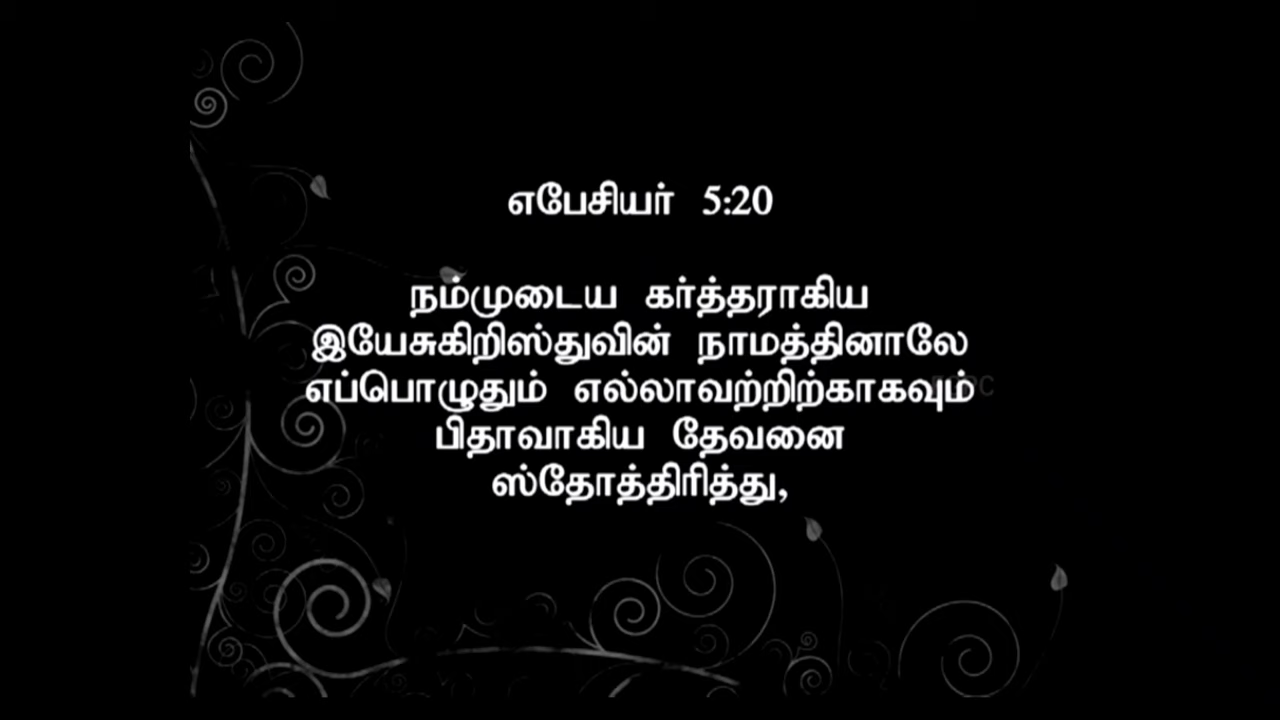 எபேசியர் 5:20
நம்முடைய கர்த்தராகிய
இயேசுகிறிஸ்துவின் நாமத்தினாலே
எப்பொழுதும் எல்லாவற்றிற்காகவும்
பிதாவாகிய தேவனை
ஸ்தோத்திரித்து,